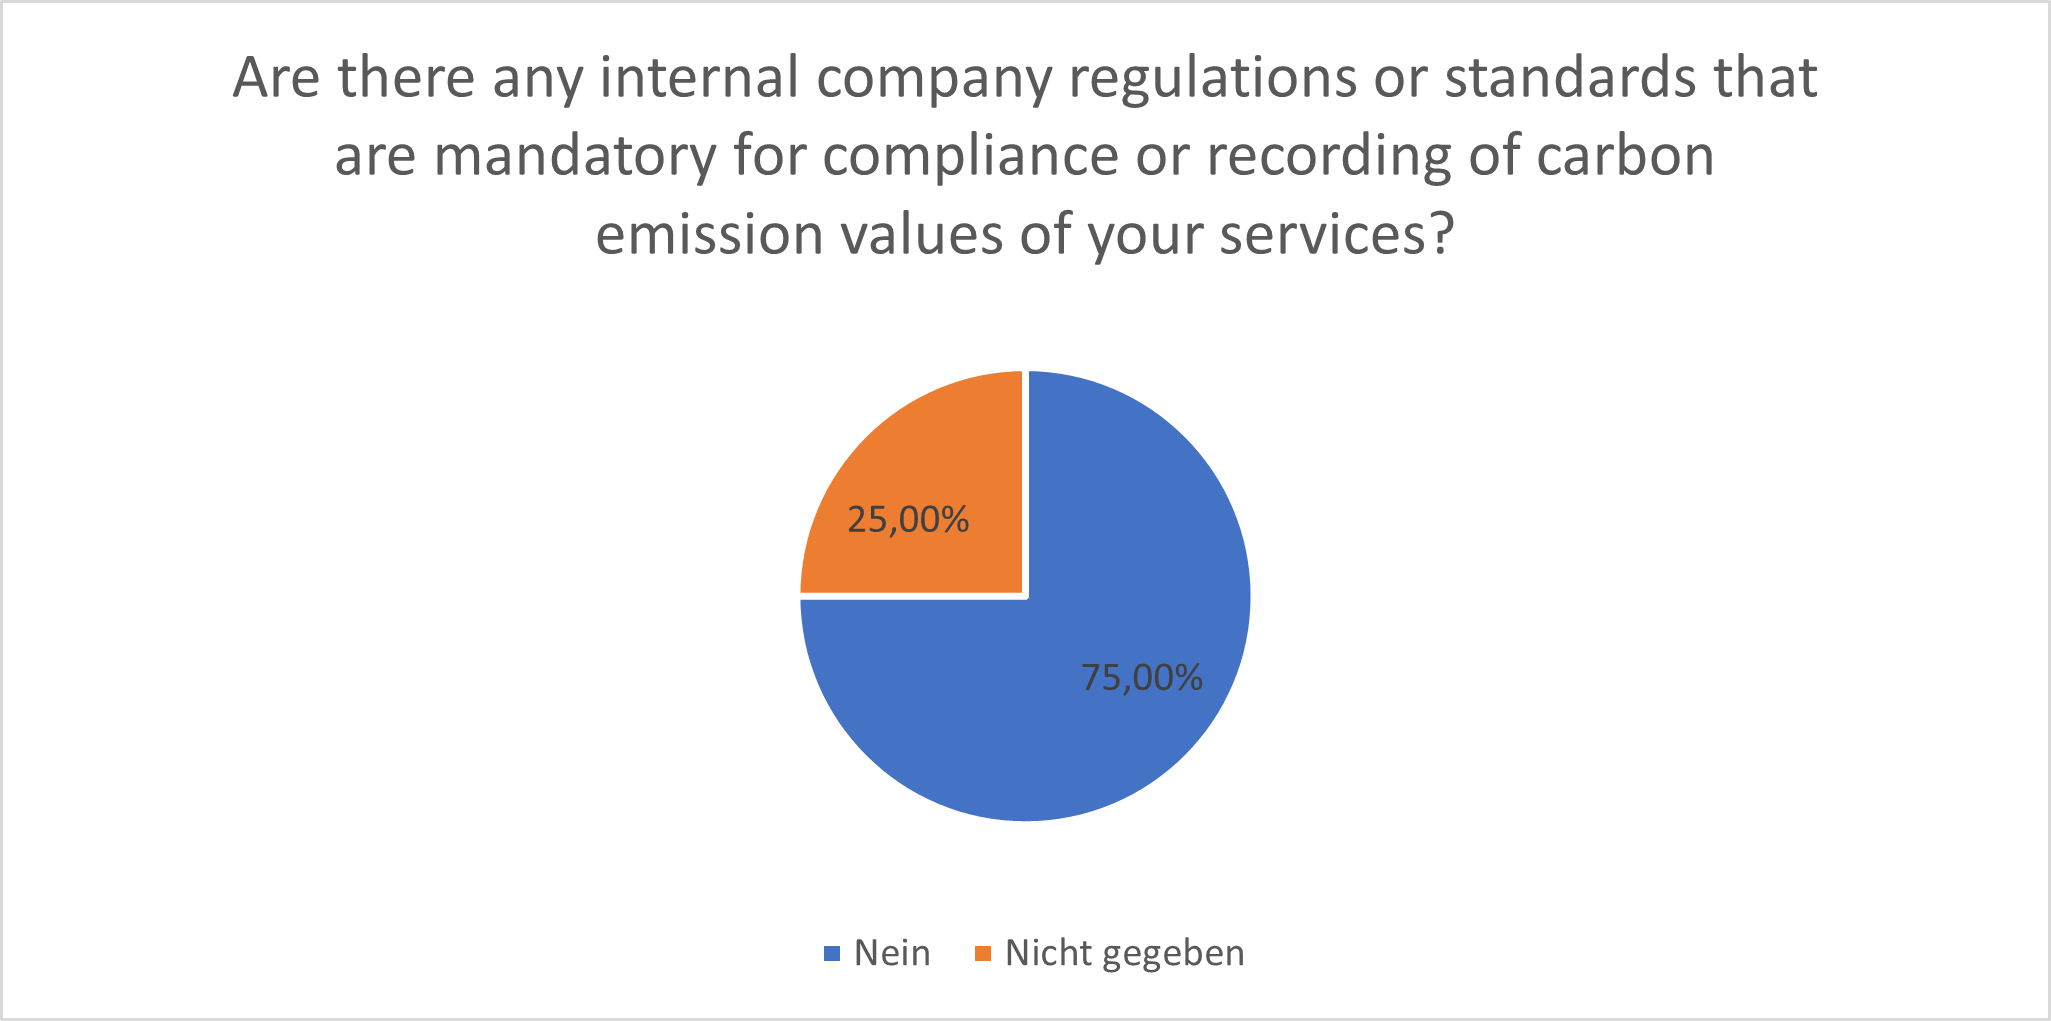 Are there any internal company regulations or standards that
are mandatory for compliance or recording of carbon
emission values of your services?
25,00%
75,00%
Nein
Nicht gegeben